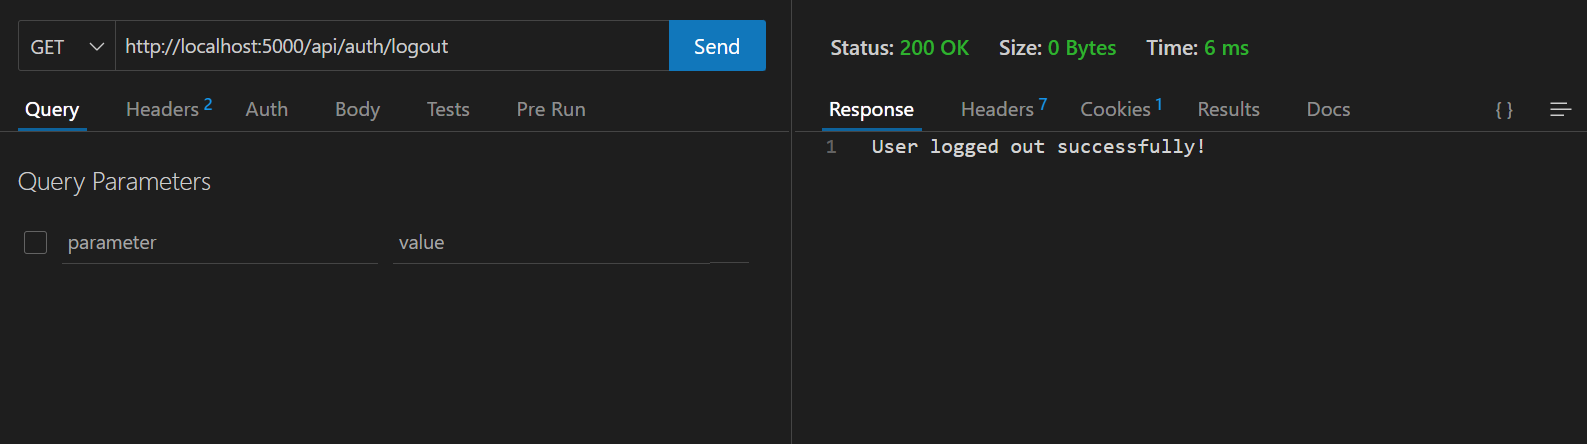 GET http://localhost:5000/api/auth/logout Send
Query Headers 2 Auth Body Tests Pre Run
Query Parameters
parameter value
Status: 200 OK Size: 0 Bytes Time: 6 ms
Response Headers 7 Cookies 1 Results Docs { }
1 User logged out successfully!